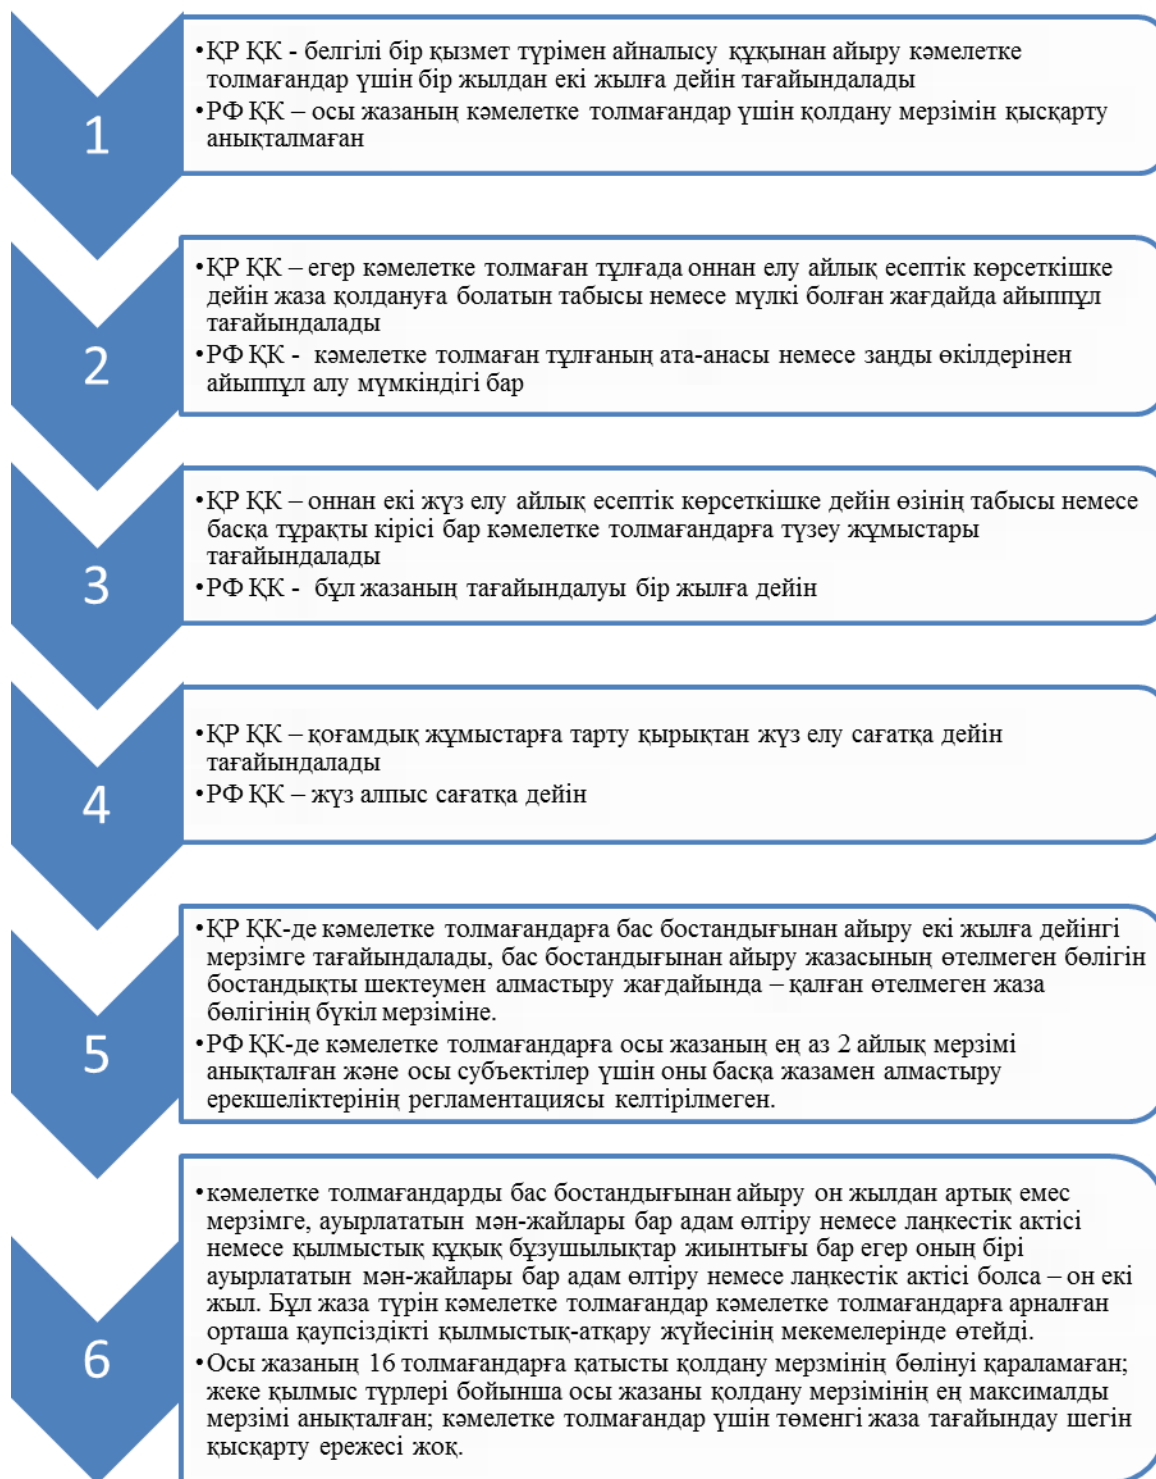 1
•ҚР ҚК - белгілі бір қызмет түрімен айналысу құқынан айыру кәмелетке
толмағандар үшін бір жылдан екі жылға дейін тағайындалады
•РФ ҚК – осы жазаның кәмелетке толмағандар үшін қолдану мерзімін қысқарту
анықталмаған
2
•ҚР ҚК – егер кәмелетке толмаған тұлғада оннан елу айлық есептік көрсеткішке
дейін жаза қолдануға болатын табысы немесе мүлкі болған жағдайда айыппұл
тағайындалады
•РФ ҚК - кәмелетке толмаған тұлғаның ата-анасы немесе заңды өкілдерінен
айыппұл алу мүмкіндігі бар
3
•ҚР ҚК – оннан екі жүз елу айлық есептік көрсеткішке дейін өзінің табысы немесе
басқа тұрақты кірісі бар кәмелетке толмағандарға түзеу жұмыстары
тағайындалады
•РФ ҚК - бұл жазаның тағайындалуы бір жылға дейін
4
•ҚР ҚК – қоғамдық жұмыстарға тарту қырықтан жүз елу сағатқа дейін
тағайындалады
•РФ ҚК – жүз алпыс сағатқа дейін
5
•ҚР ҚК-де кәмелетке толмағандарға бас бостандығынан айыру екі жылға дейінгі
мерзімге тағайындалады, бас бостандығынан айыру жазасының өтелмеген бөлігін
бостандықты шектеумен алмастыру жағдайында – қалған өтелмеген жаза
бөлігінің бүкіл мерзіміне.
•РФ ҚК-де кәмелетке толмағандарға осы жазаның ең аз 2 айлық мерзімі
анықталған және осы субъектілер үшін оны басқа жазамен алмастыру
ерекшеліктерінің регламентациясы келтірілмеген.
6
•кәмелетке толмағандарды бас бостандығынан айыру он жылдан артық емес
мерзімге, ауырлататын мән-жайлары бар адам өлтіру немесе лаңкестік актісі
немесе қылмыстық құқық бұзушылықтар жиынтығы бар егер оның бірі
ауырлататын мән-жайлары бар адам өлтіру немесе лаңкестік актісі болса – он екі
жыл. Бұл жаза түрін кәмелетке толмағандар кәмелетке толмағандарға арналған
орташа қаупсіздікті қылмыстық-атқару жүйесінің мекемелерінде өтейді.
•Осы жазаның 16 толмағандарға қатысты қолдану мерзмінің бөлінуі қараламаған;
жеке қылмыс түрлері бойынша осы жазаны қолдану мерзімінің ең максималды
мерзімі анықталған; кәмелетке толмағандар үшін төменгі жаза тағайындау шегін
қысқарту ережесі жоқ.